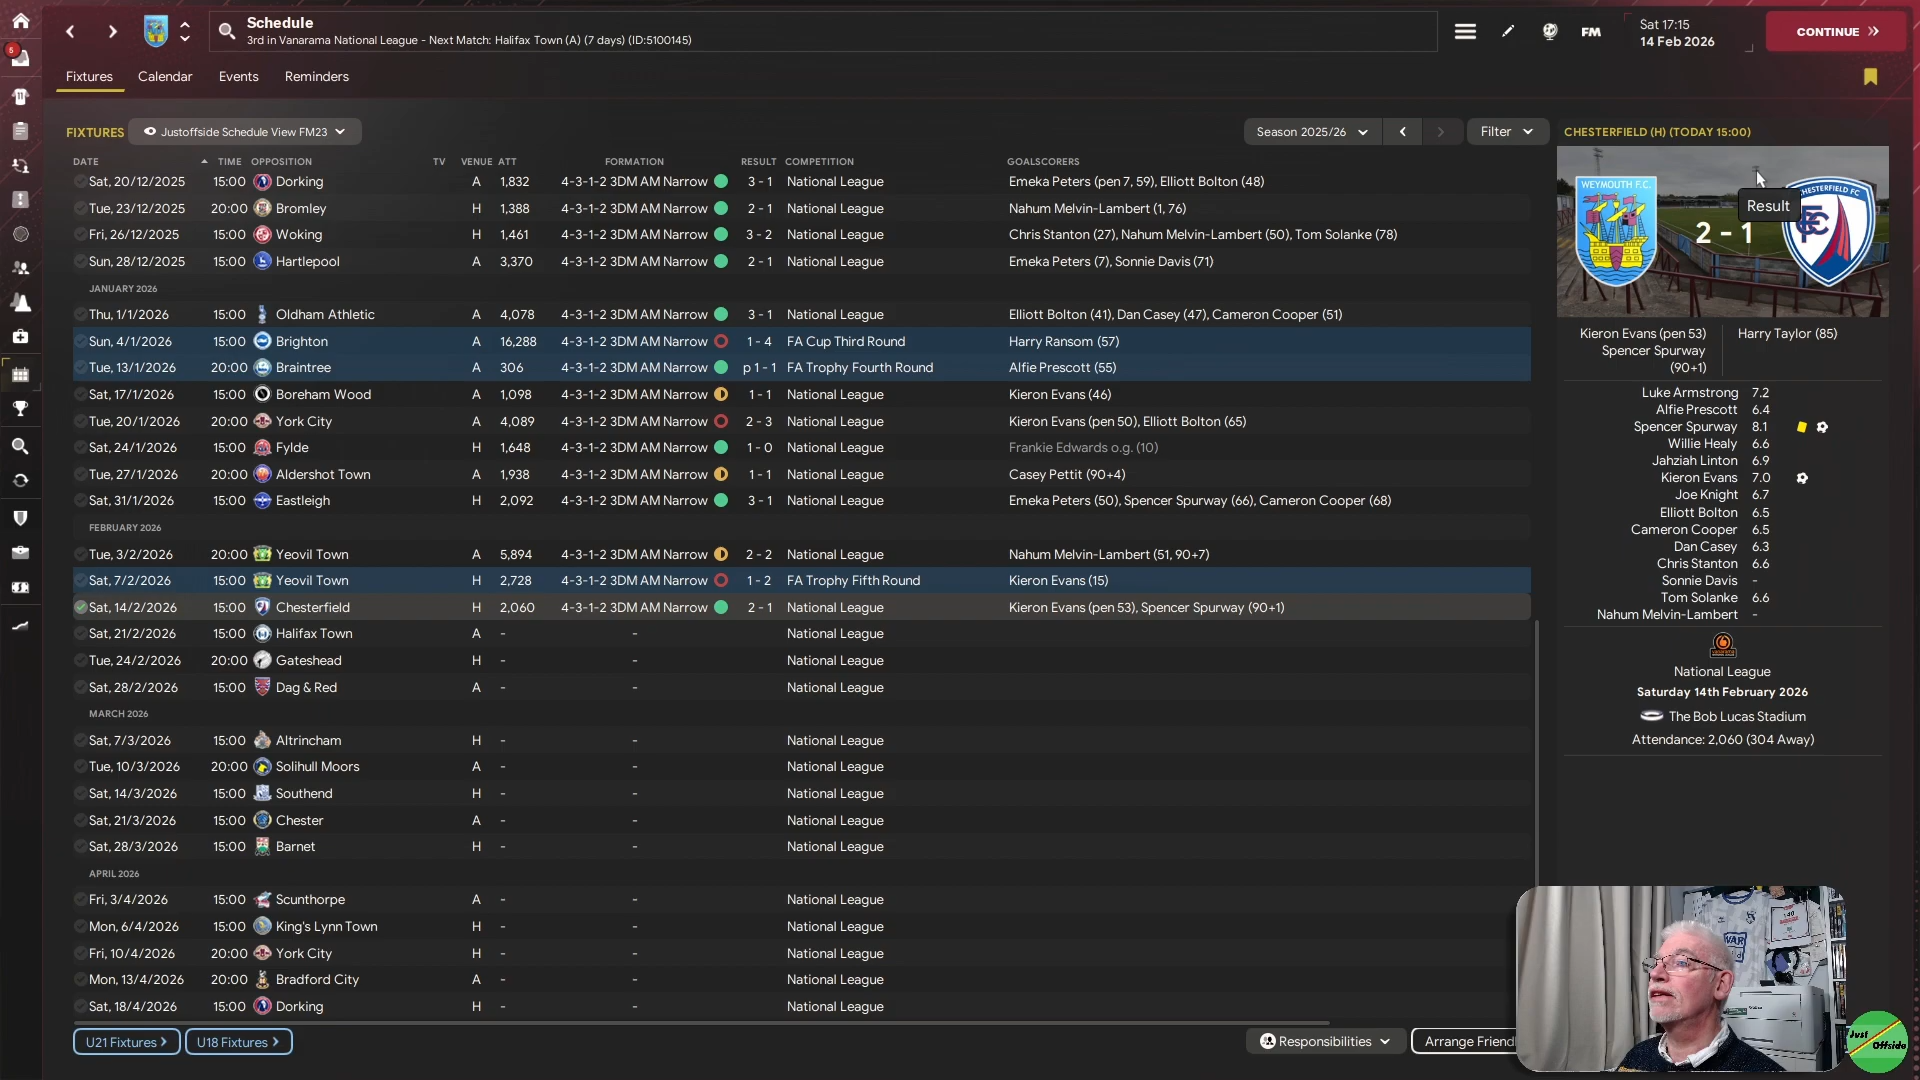 5
Schedule
3rd in Vanarama National League - Next Match: Halifax Town (A) (7 days) (ID:5100145)
FM
Sat 17:15
14 Feb 2026
CONTINUE
Fixtures Calendar Events Reminders
FIXTURES Justoffside Schedule View FM23 Season 2025/26 Filter
DATE TIME OPPOSITION TV VENUE ATT FORMATION RESULT COMPETITION GOALSCORERS
Sat, 20/12/2025 15:00 Dorking A 1,832 4-3-1-2 3DM AM Narrow 3 - 1 National League Emeka Peters (pen 7, 59), Elliott Bolton (48)
Tue, 23/12/2025 20:00 Bromley H 1,388 4-3-1-2 3DM AM Narrow 2 - 1 National League Nahum Melvin-Lambert (1, 76)
Fri, 26/12/2025 15:00 Woking H 1,461 4-3-1-2 3DM AM Narrow 3 - 2 National League Chris Stanton (27), Nahum Melvin-Lambert (50), Tom Solanke (78)
Sun, 28/12/2025 15:00 Hartlepool A 3,370 4-3-1-2 3DM AM Narrow 2 - 1 National League Emeka Peters (7), Sonnie Davis (71)
JANUARY 2026
Thu, 1/1/2026 15:00 Oldham Athletic A 4,078 4-3-1-2 3DM AM Narrow 3 - 1 National League Elliott Bolton (41), Dan Casey (47), Cameron Cooper (51)
Sun, 4/1/2026 15:00 Brighton A 16,288 4-3-1-2 3DM AM Narrow 1 - 4 FA Cup Third Round Harry Ransom (57)
Tue, 13/1/2026 20:00 Braintree A 306 4-3-1-2 3DM AM Narrow p 1 - 1 FA Trophy Fourth Round Alfie Prescott (55)
Sat, 17/1/2026 15:00 Boreham Wood A 1,098 4-3-1-2 3DM AM Narrow 1 - 1 National League Kieron Evans (46)
Tue, 20/1/2026 20:00 York City A 4,089 4-3-1-2 3DM AM Narrow 2 - 3 National League Kieron Evans (pen 50), Elliott Bolton (65)
Sat, 24/1/2026 15:00 Fylde H 1,648 4-3-1-2 3DM AM Narrow 1 - 0 National League Frankie Edwards o.g. (10)
Tue, 27/1/2026 20:00 Aldershot Town A 1,938 4-3-1-2 3DM AM Narrow 1 - 1 National League Casey Pettit (90+4)
Sat, 31/1/2026 15:00 Eastleigh H 2,092 4-3-1-2 3DM AM Narrow 3 - 1 National League Emeka Peters (50), Spencer Spurway (66), Cameron Cooper (68)
FEBRUARY 2026
Tue, 3/2/2026 20:00 Yeovil Town A 5,894 4-3-1-2 3DM AM Narrow 2 - 2 National League Nahum Melvin-Lambert (51, 90+7)
Sat, 7/2/2026 15:00 Yeovil Town H 2,728 4-3-1-2 3DM AM Narrow 1 - 2 FA Trophy Fifth Round Kieron Evans (15)
Sat, 14/2/2026 15:00 Chesterfield H 2,060 4-3-1-2 3DM AM Narrow 2 - 1 National League Kieron Evans (pen 53), Spencer Spurway (90+1)
Sat, 21/2/2026 15:00 Halifax Town A - - National League
Tue, 24/2/2026 20:00 Gateshead H - - National League
Sat, 28/2/2026 15:00 Dag & Red A - - National League
MARCH 2026
Sat, 7/3/2026 15:00 Altrincham H - - National League
Tue, 10/3/2026 20:00 Solihull Moors A - - National League
Sat, 14/3/2026 15:00 Southend H - - National League
Sat, 21/3/2026 15:00 Chester A - - National League
Sat, 28/3/2026 15:00 Barnet H - - National League
APRIL 2026
Fri, 3/4/2026 15:00 Scunthorpe A - - National League
Mon, 6/4/2026 15:00 King's Lynn Town H - - National League
Fri, 10/4/2026 20:00 York City H - - National League
Mon, 13/4/2026 20:00 Bradford City A - - National League
Sat, 18/4/2026 15:00 Dorking H - - National League
U21 Fixtures U18 Fixtures Responsibilities Arrange Friend
CHESTERFIELD (H) (TODAY 15:00)
WEYMOUTH F.C.
HESTERFIELD FC
Result
2 - 1
Kieron Evans (pen 53) Harry Taylor (85)
Spencer Spurway
(90+1)
Luke Armstrong 7.2
Alfie Prescott 6.4
Spencer Spurway 8.1
Willie Healy 6.6
Jahziah Linton 6.9
Kieron Evans 7.0
Joe Knight 6.7
Elliott Bolton 6.5
Cameron Cooper 6.5
Dan Casey 6.3
Chris Stanton 6.6
Sonnie Davis -
Tom Solanke 6.6
Nahum Melvin-Lambert -
National League
Saturday 14th February 2026
The Bob Lucas Stadium
Attendance: 2,060 (304 Away)
WAR
Just
Offside